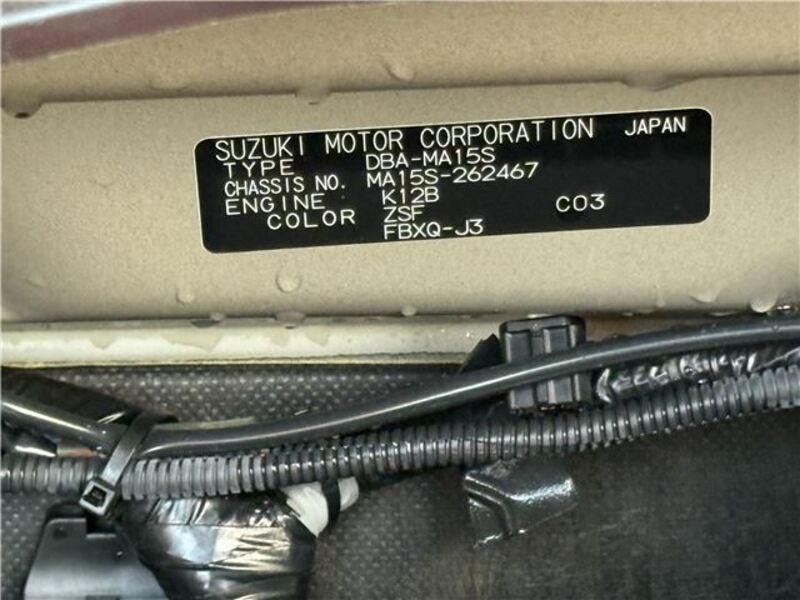 SUZUKI MOTOR CORPORATION JAPAN
TYPE DBA-MA15S
CHASSIS NO. MA15S-262467
ENGINE K12B
COLOR ZSF C03
FBXQ-J3